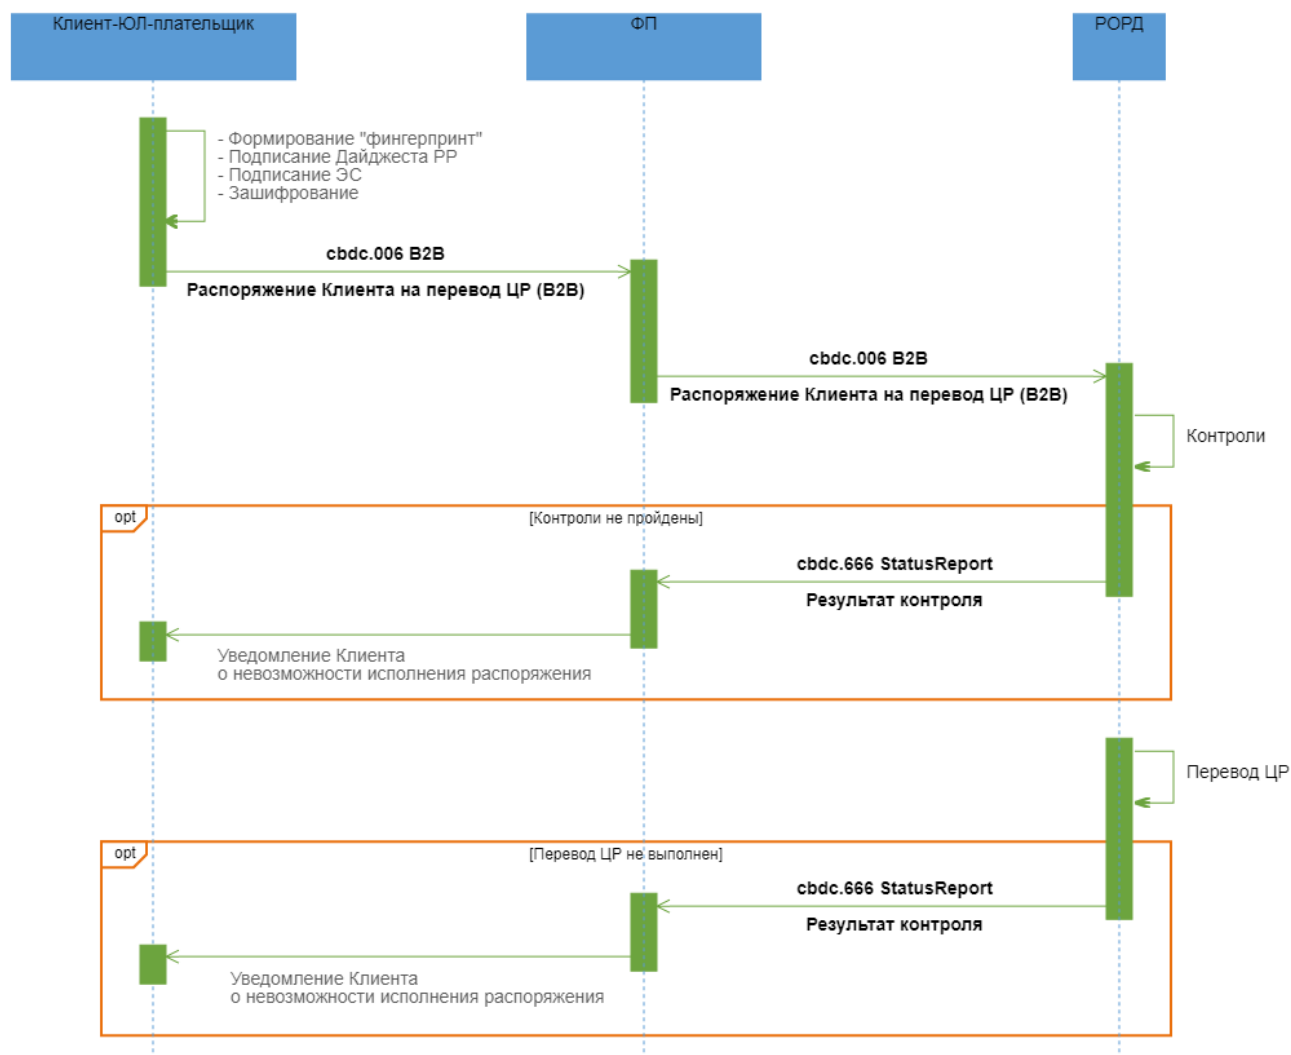 Клиент-ЮЛ-плательщик
ФП
РОРД
- Формирование "фингерпринт"
- Подписание Дайджеста РР
- Подписание ЭС
- Зашифрование
cbdc.006 B2B
Распоряжение Клиента на перевод ЦР (B2B)
cbdc.006 B2B
Распоряжение Клиента на перевод ЦР (B2B)
Контроли
opt
[Контроли не пройдены]
cbdc.666 StatusReport
Результат контроля
Уведомление Клиента
о невозможности исполнения распоряжения
Перевод ЦР
opt
[Перевод ЦР не выполнен]
cbdc.666 StatusReport
Результат контроля
Уведомление Клиента
о невозможности исполнения распоряжения